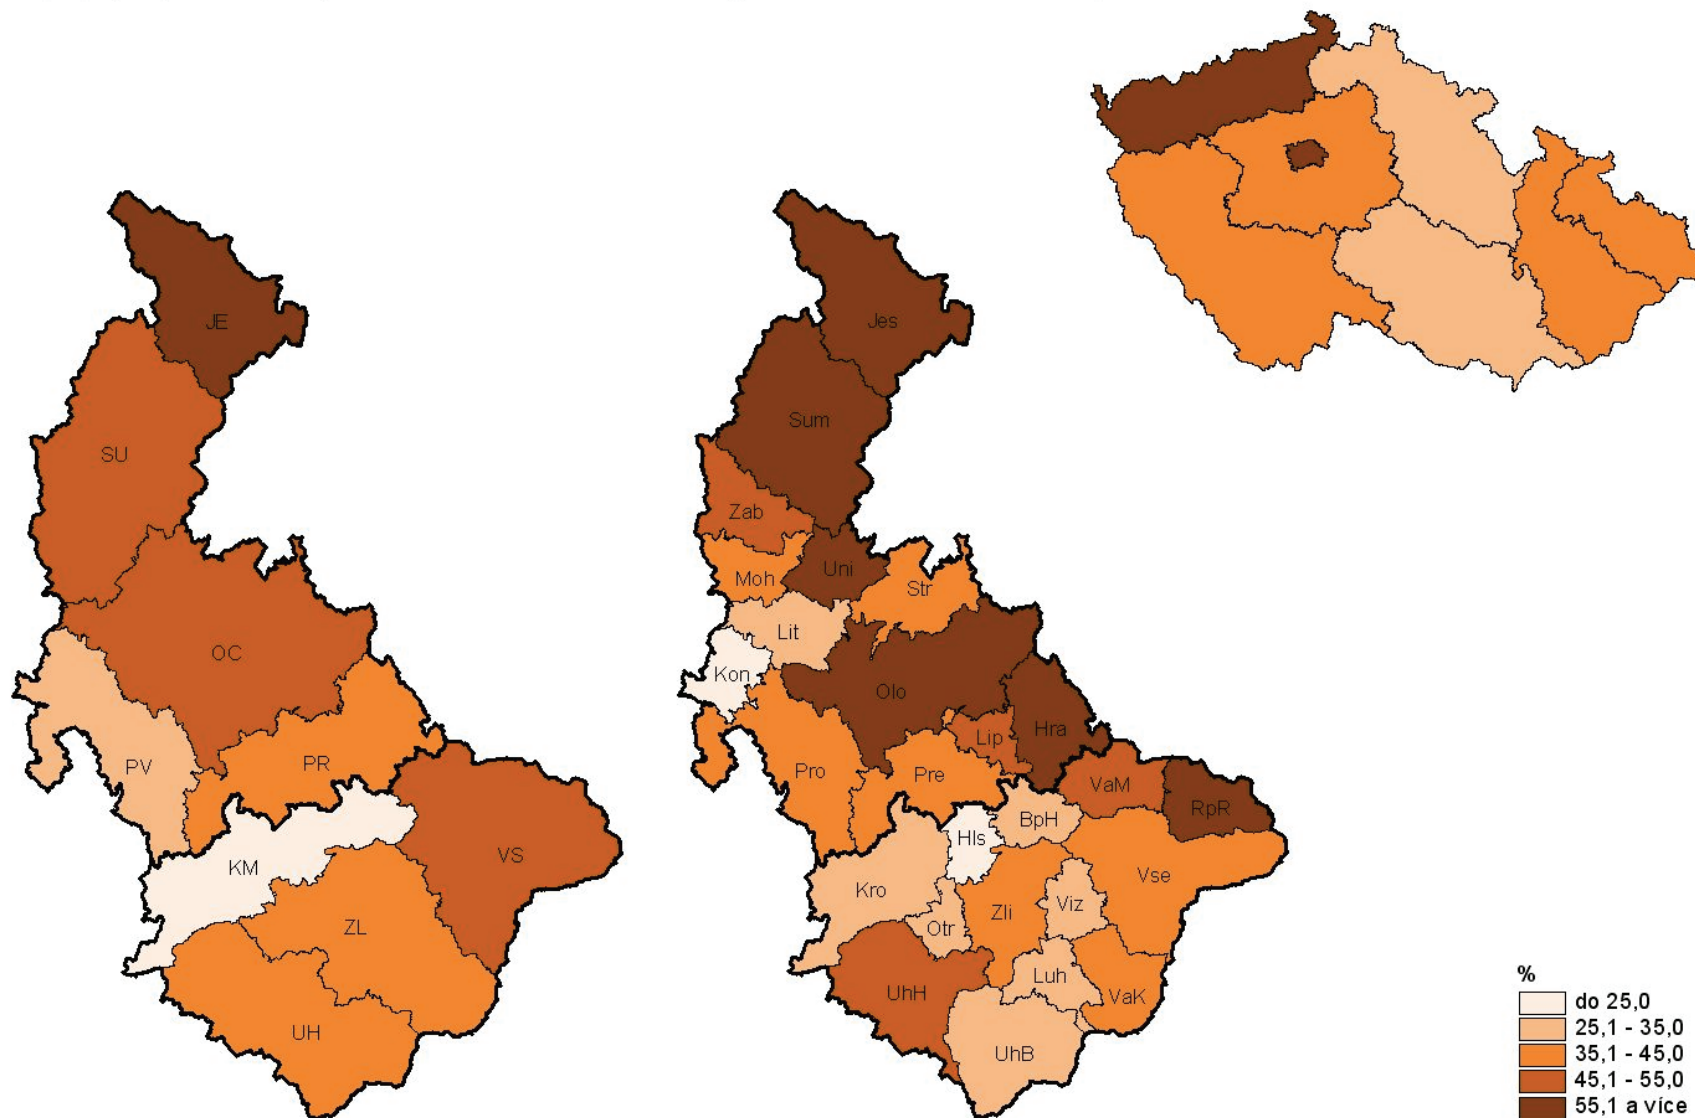 JE
SU
OC
PV
PR
KM
VS
ZL
UH
Jes
Sum
Zab
Moh
Uni
Str
Lit
Kon
Olo
Hra
Lip
Pro
Pre
VaM
RpR
BpH
Hls
Vse
Kro
Viz
Zli
Otr
Luh
UhH
VaK
UhB
%
do 25,0
25,1 - 35,0
35,1 - 45,0
45,1 - 55,0
55,1 a více